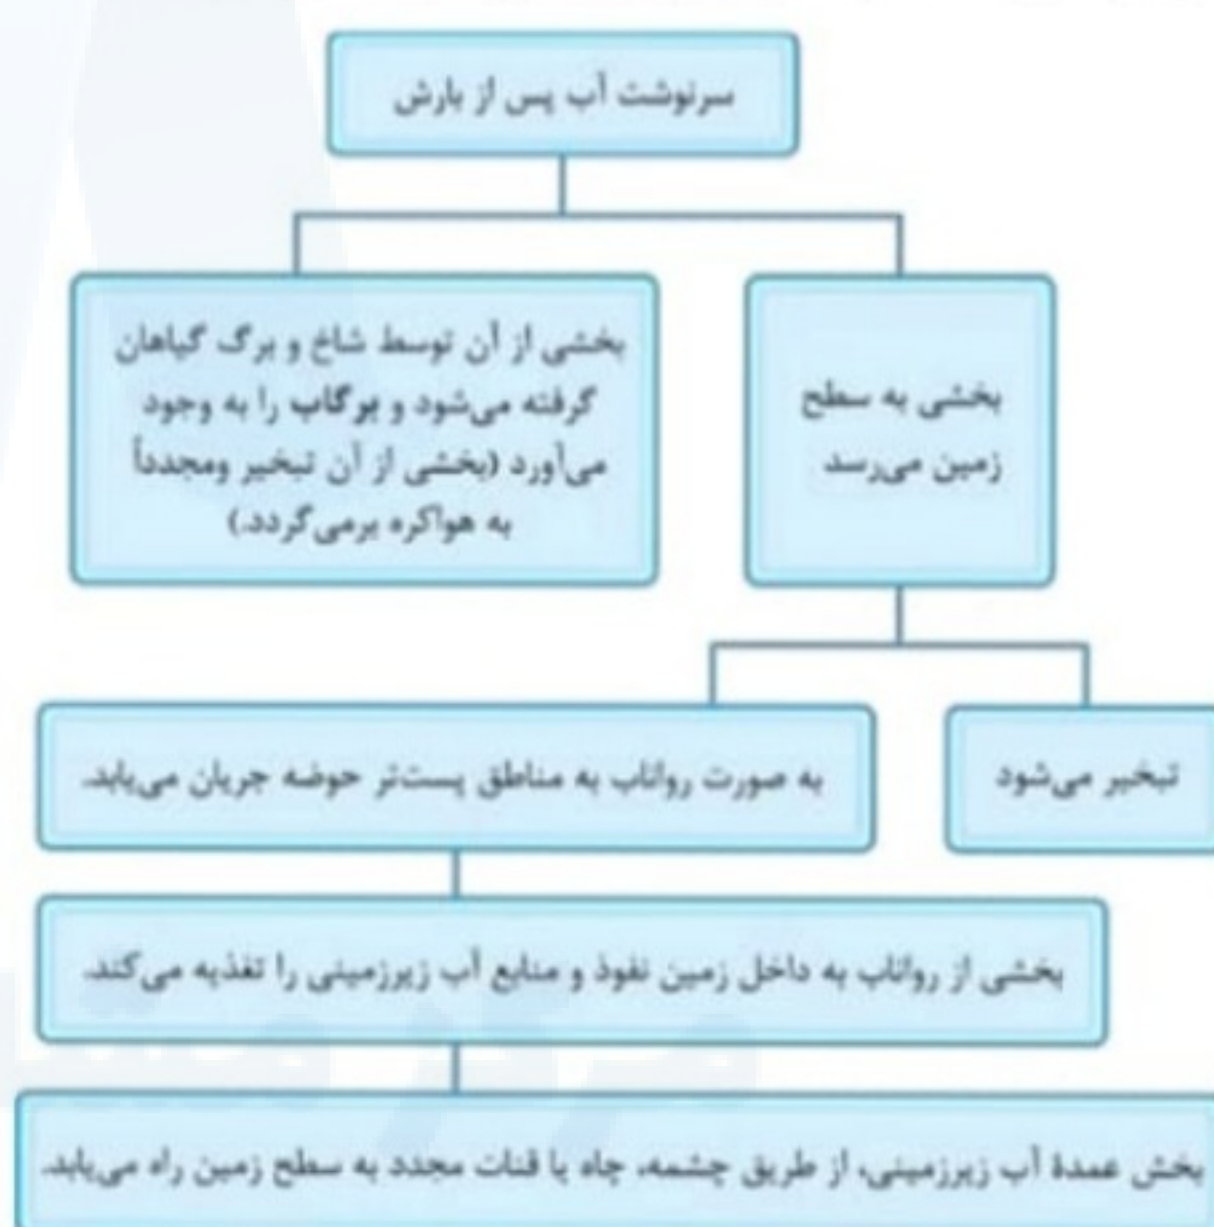 سرنوشت آب پس از بارش
بخشی به سطح
زمین می‌رسد
بخشی از آن توسط شاخ و برگ گیاهان
گرفته می‌شود و برگاب را به وجود
می‌آورد (بخشی از آن تبخیر ومجدداً
به هواکره برمی‌گردد.)
تبخیر می‌شود
به صورت رواناب به مناطق پست‌تر حوضه جریان می‌یابد.
بخشی از رواناب به داخل زمین نفوذ و منابع آب زیرزمینی را تغذیه می‌کند.
بخش عمدهٔ آب زیرزمینی، از طریق چشمه، چاه یا قنات مجدد به سطح زمین راه می‌یابد.